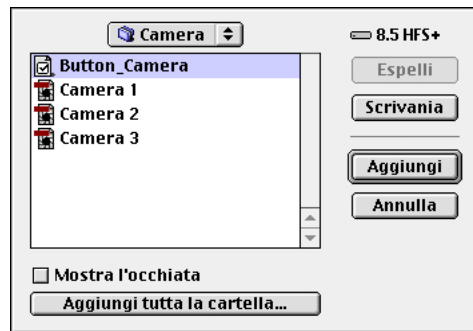 Camera
8.5 HFS+
Button_Camera
Camera 1
Camera 2
Camera 3
Espelli
Scrivania
Aggiungi
Annulla
Mostra l'occhiata
Aggiungi tutta la cartella...